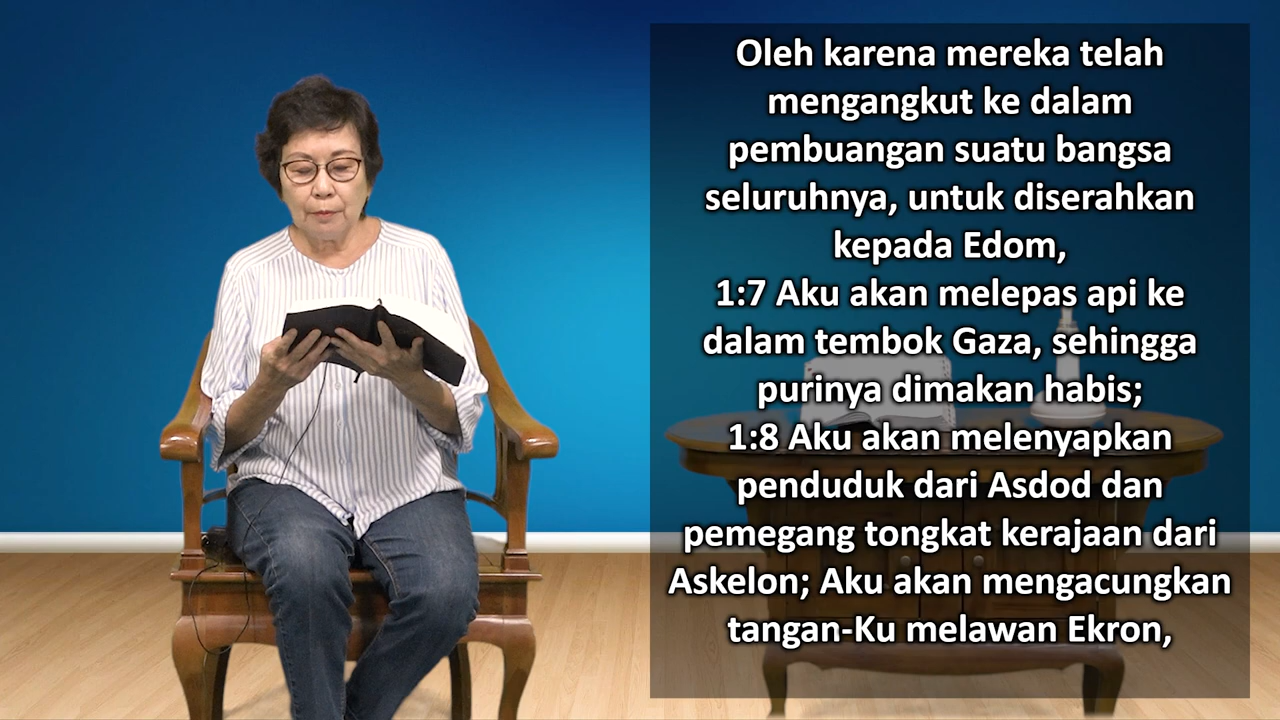 Oleh karena mereka telah
mengangkut ke dalam
pembuangan suatu bangsa
seluruhnya, untuk diserahkan
kepada Edom,
1:7 Aku akan melepas api ke
dalam tembok Gaza, sehingga
purinya dimakan habis;
1:8 Aku akan melenyapkan
penduduk dari Asdod dan
pemegang tongkat kerajaan dari
Askelon; Aku akan mengacungkan
tangan-Ku melawan Ekron,